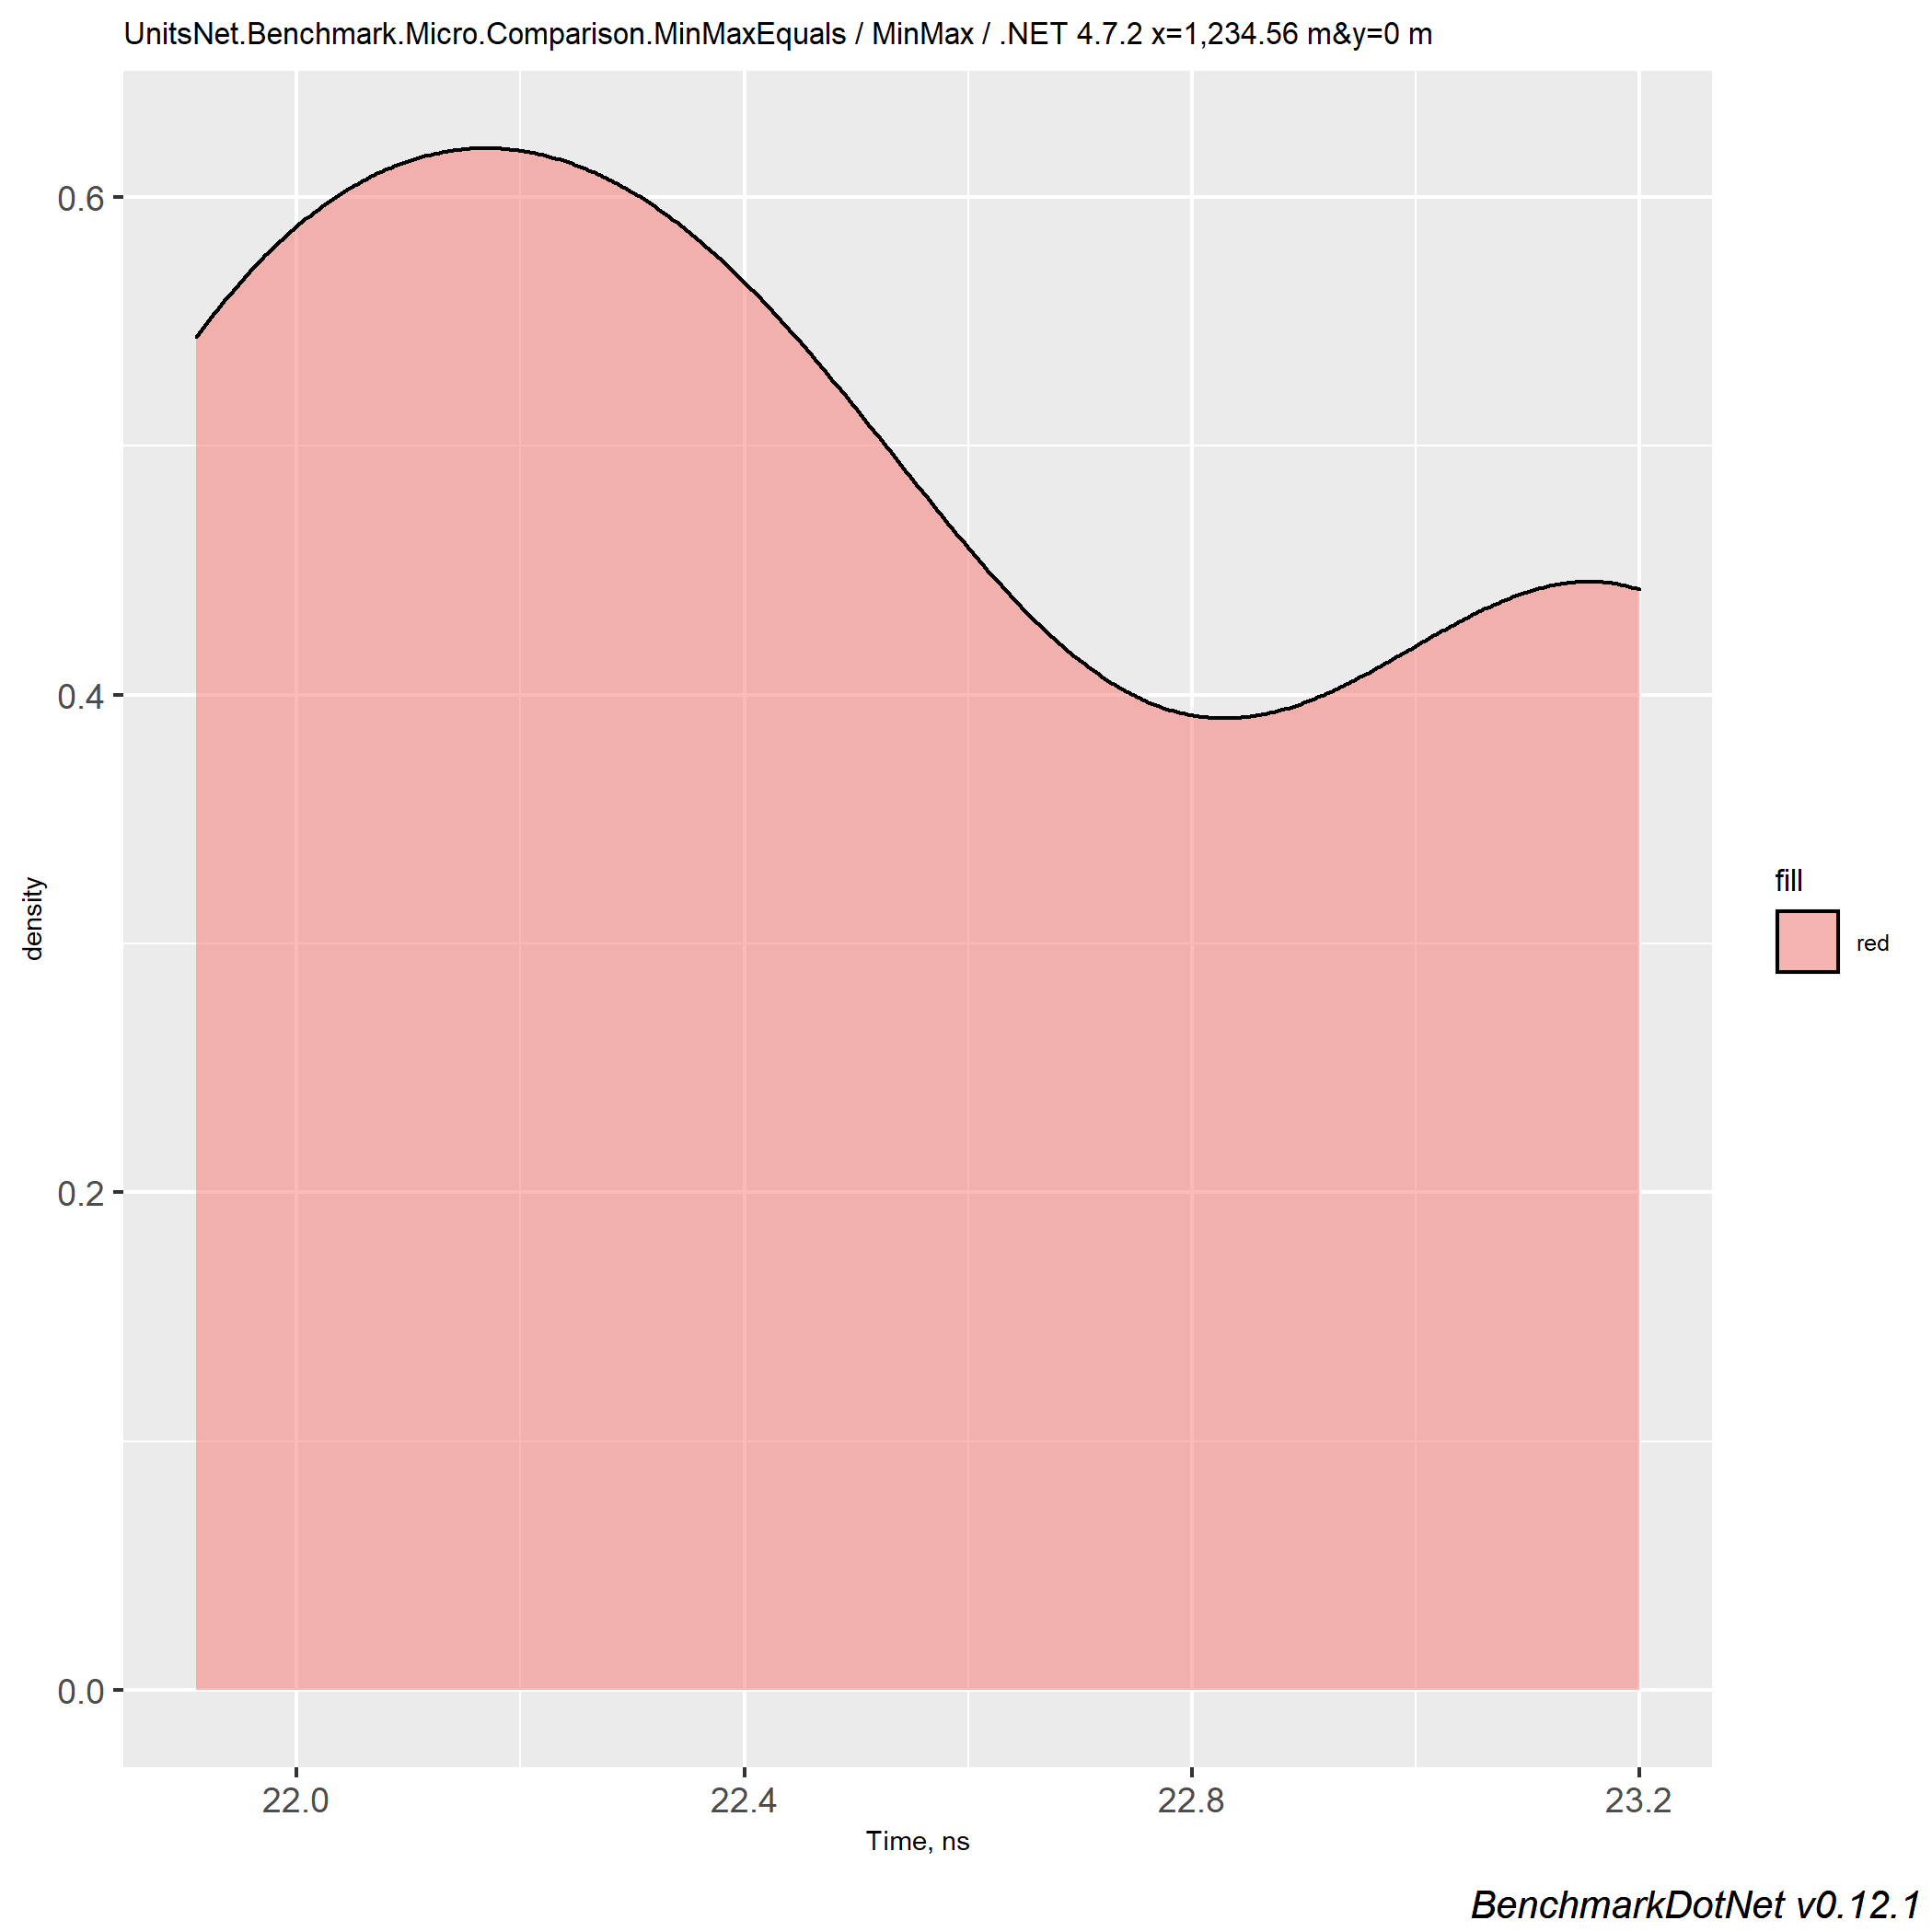 UnitsNet.Benchmark.Micro.Comparison.MinMaxEquals / MinMax / .NET 4.7.2 x=1,234.56 m&y=0 m
0.6
0.4
0.2
0.0
density
22.0 22.4 22.8 23.2
Time, ns
fill
red
BenchmarkDotNet v0.12.1